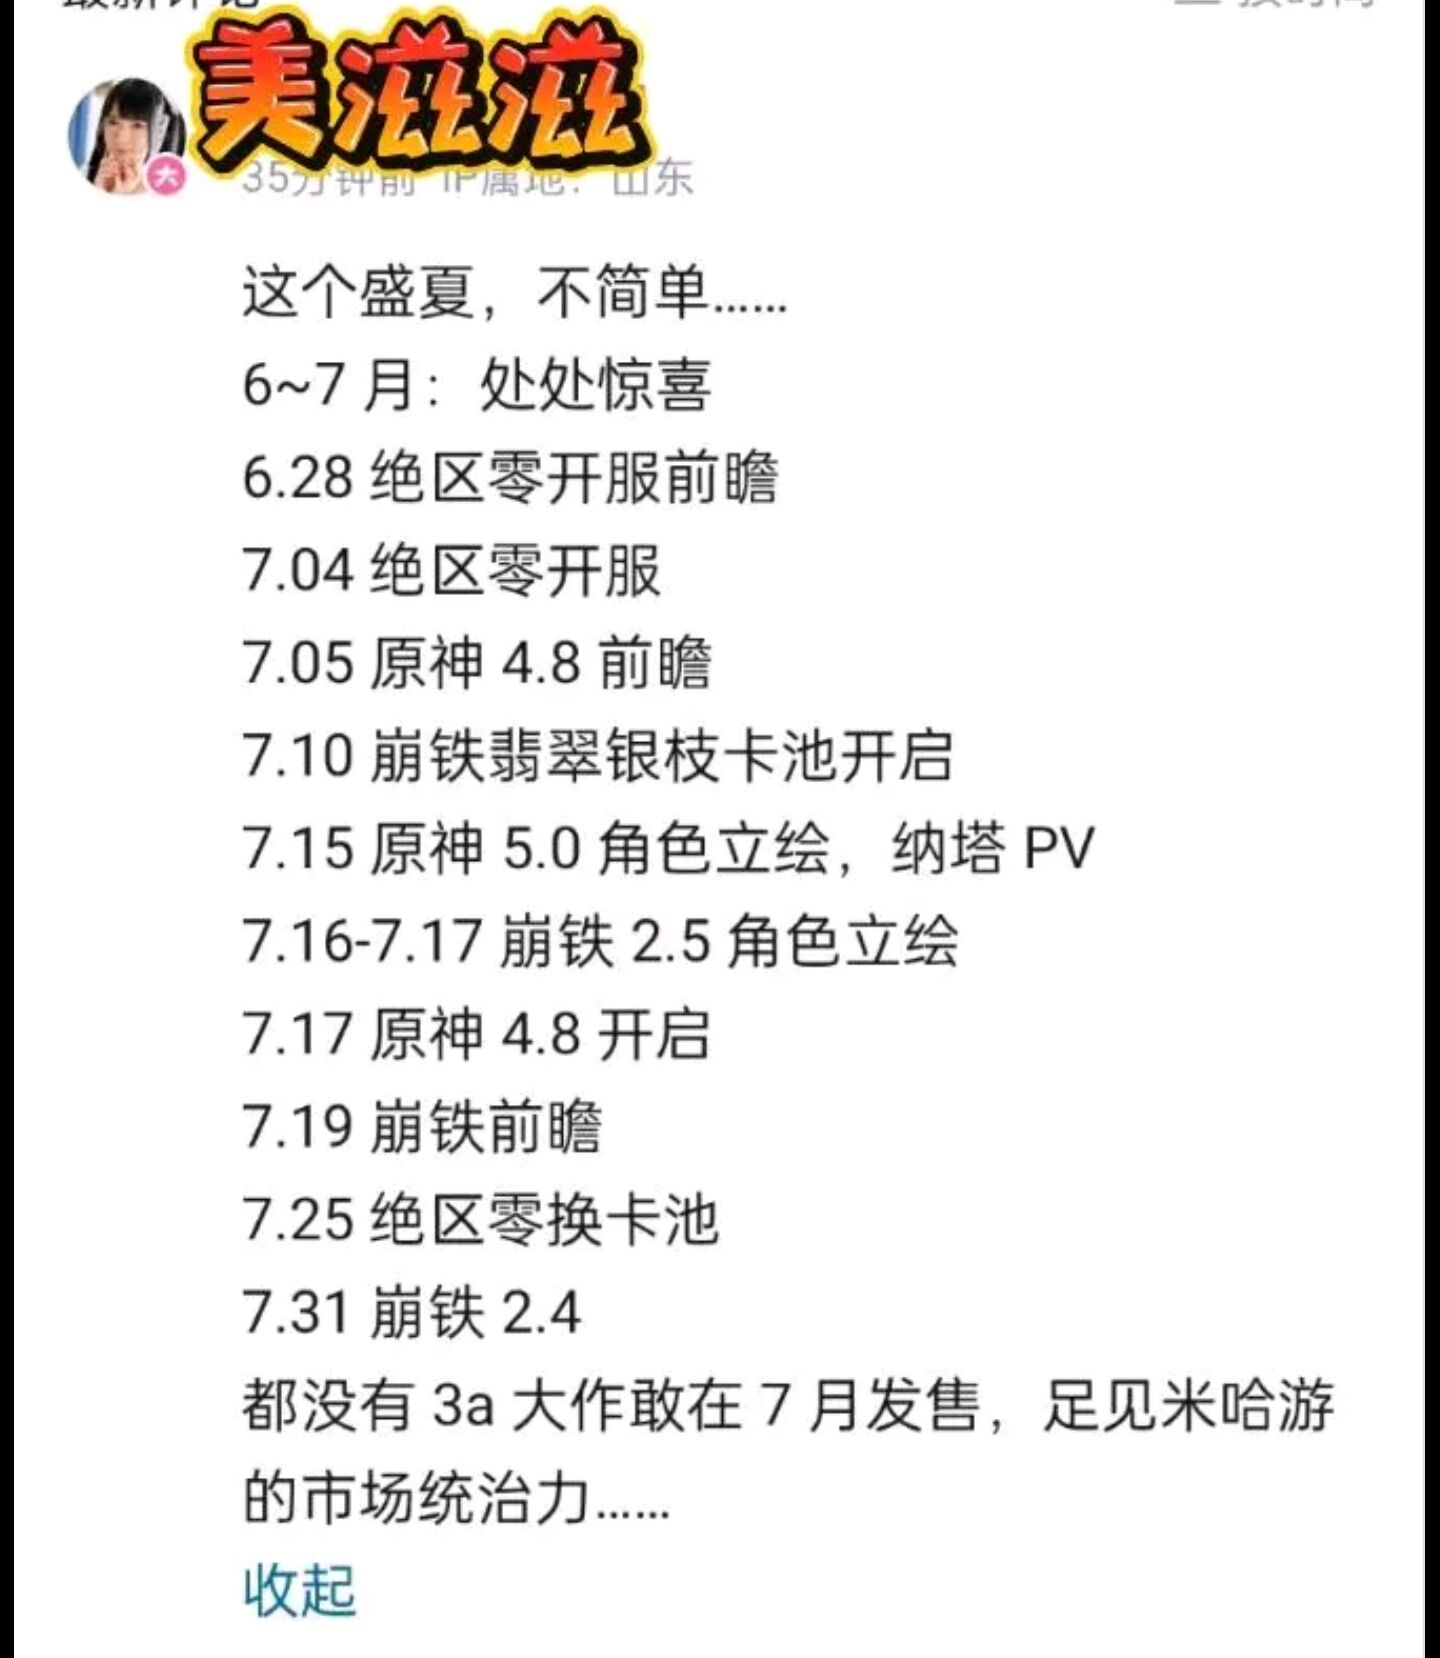 美滋滋
35分钟前 IP属地：山东
这个盛夏，不简单……
6~7 月：处处惊喜
6.28 绝区零开服前瞻
7.04 绝区零开服
7.05 原神 4.8 前瞻
7.10 崩铁翡翠银枝卡池开启
7.15 原神 5.0 角色立绘，纳塔 PV
7.16-7.17 崩铁 2.5 角色立绘
7.17 原神 4.8 开启
7.19 崩铁前瞻
7.25 绝区零换卡池
7.31 崩铁 2.4
都没有 3a 大作敢在 7 月发售，足见米哈游
的市场统治力……
收起